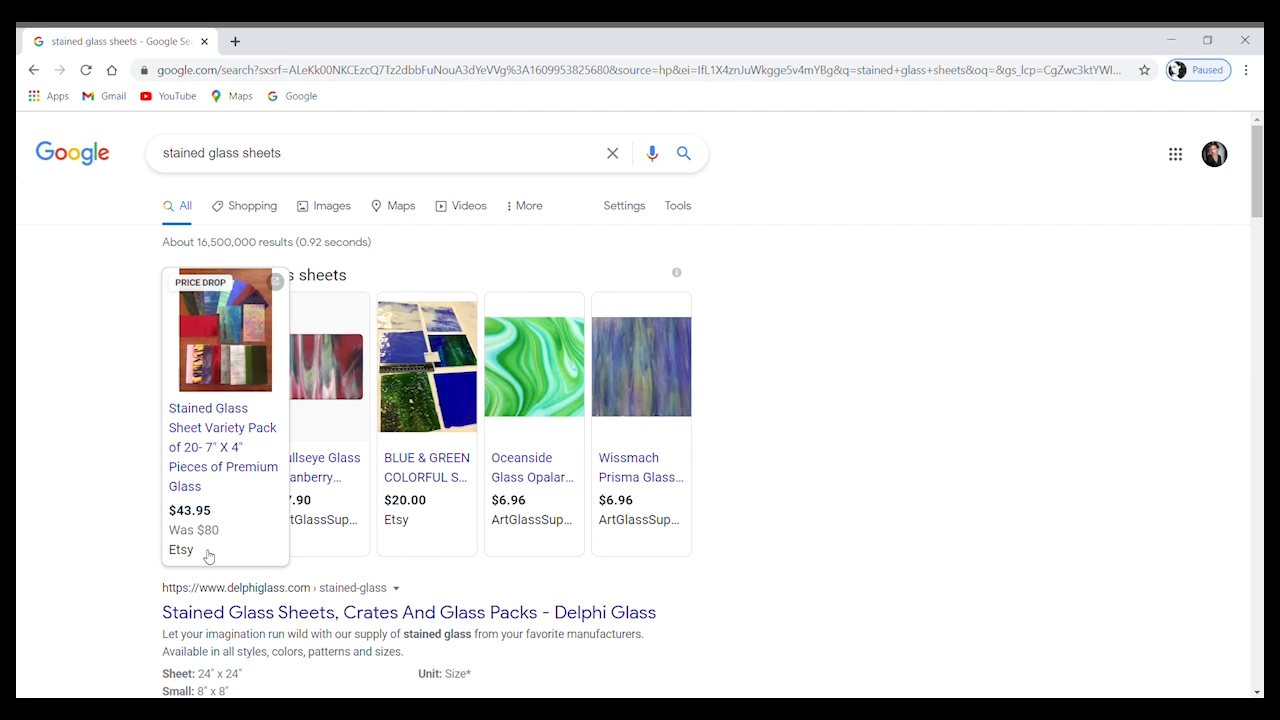 stained glass sheets - Google Se
google.com/search?sxsrf=ALeKk00NKCEzcQ7Tz2dbbFuNouA3dYeVVg%3A1609953825680&source=hp&ei=IfL1X4znJuWkgge5v4mYBg&q=stained+glass+sheets&oq=&gs_lcp=CgZwc3ktYWI...
Paused
Apps Gmail YouTube Maps Google
Google
stained glass sheets
All Shopping Images Maps Videos More Settings Tools
About 16,500,000 results (0.92 seconds)
s sheets
PRICE DROP
Stained Glass
Sheet Variety Pack
of 20- 7" X 4"
Pieces of Premium
Glass
$43.95
Was $80
Etsy
ullseye Glass
anberry...
7.90
rtGlassSup...
BLUE & GREEN
COLORFUL S...
$20.00
Etsy
Oceanside
Glass Opalar...
$6.96
ArtGlassSup...
Wissmach
Prisma Glass...
$6.96
ArtGlassSup...
https://www.delphiglass.com › stained-glass
Stained Glass Sheets, Crates And Glass Packs - Delphi Glass
Let your imagination run wild with our supply of stained glass from your favorite manufacturers.
Available in all styles, colors, patterns and sizes.
Sheet: 24" x 24" Unit: Size*
Small: 8" x 8"